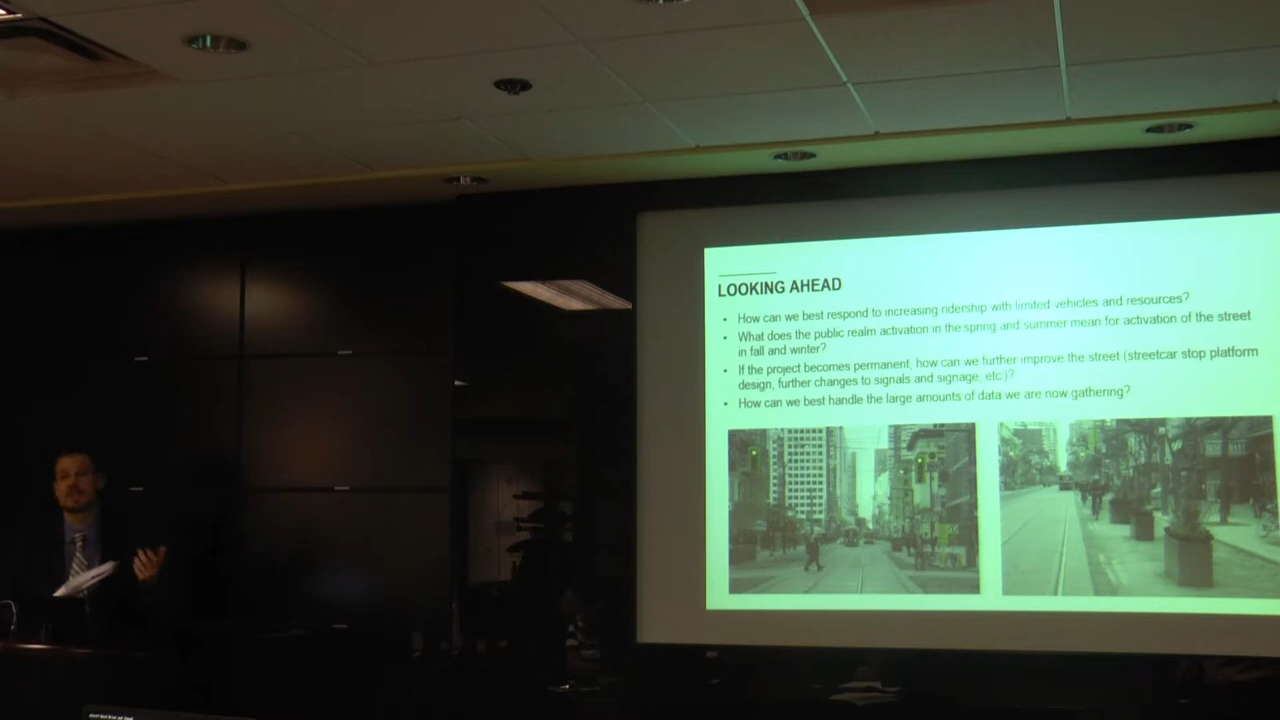 LOOKING AHEAD
• How can we best respond to increasing ridership with limited vehicles and resources?
• What does the public realm activation in the spring and summer mean for activation of the street
in fall and winter?
• If the project becomes permanent, how can we further improve the street (streetcar stop platform
design, further changes to signals and signage, etc.)?
• How can we best handle the large amounts of data we are now gathering?